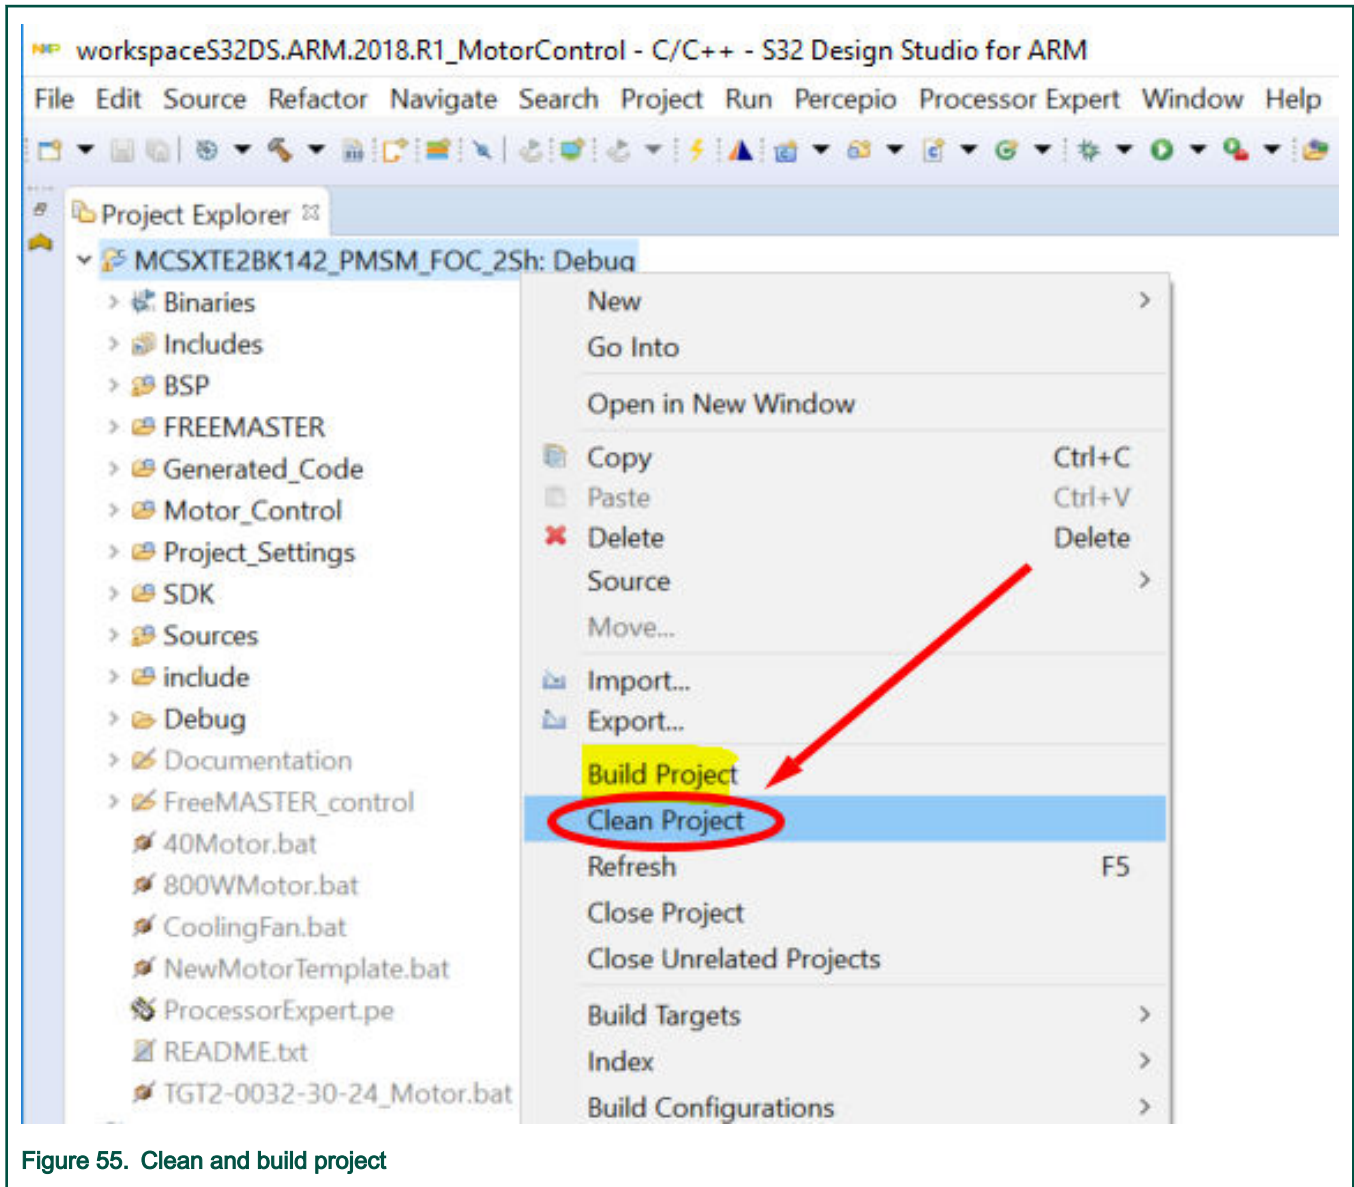 NXP workspaceS32DS.ARM.2018.R1_MotorControl - C/C++ - S32 Design Studio for ARM
File Edit Source Refactor Navigate Search Project Run Percepio Processor Expert Window Help
Project Explorer
MCSXTE2BK142_PMSM_FOC_2Sh: Debug
Binaries
Includes
BSP
FREEMASTER
Generated_Code
Motor_Control
Project_Settings
SDK
Sources
include
Debug
Documentation
FreeMASTER_control
40Motor.bat
800WMotor.bat
CoolingFan.bat
NewMotorTemplate.bat
ProcessorExpert.pe
README.txt
TGT2-0032-30-24_Motor.bat
New
Go Into
Open in New Window
Copy Ctrl+C
Paste Ctrl+V
Delete Delete
Source
Move...
Import...
Export...
Build Project
Clean Project
Refresh F5
Close Project
Close Unrelated Projects
Build Targets
Index
Build Configurations
Figure 55. Clean and build project